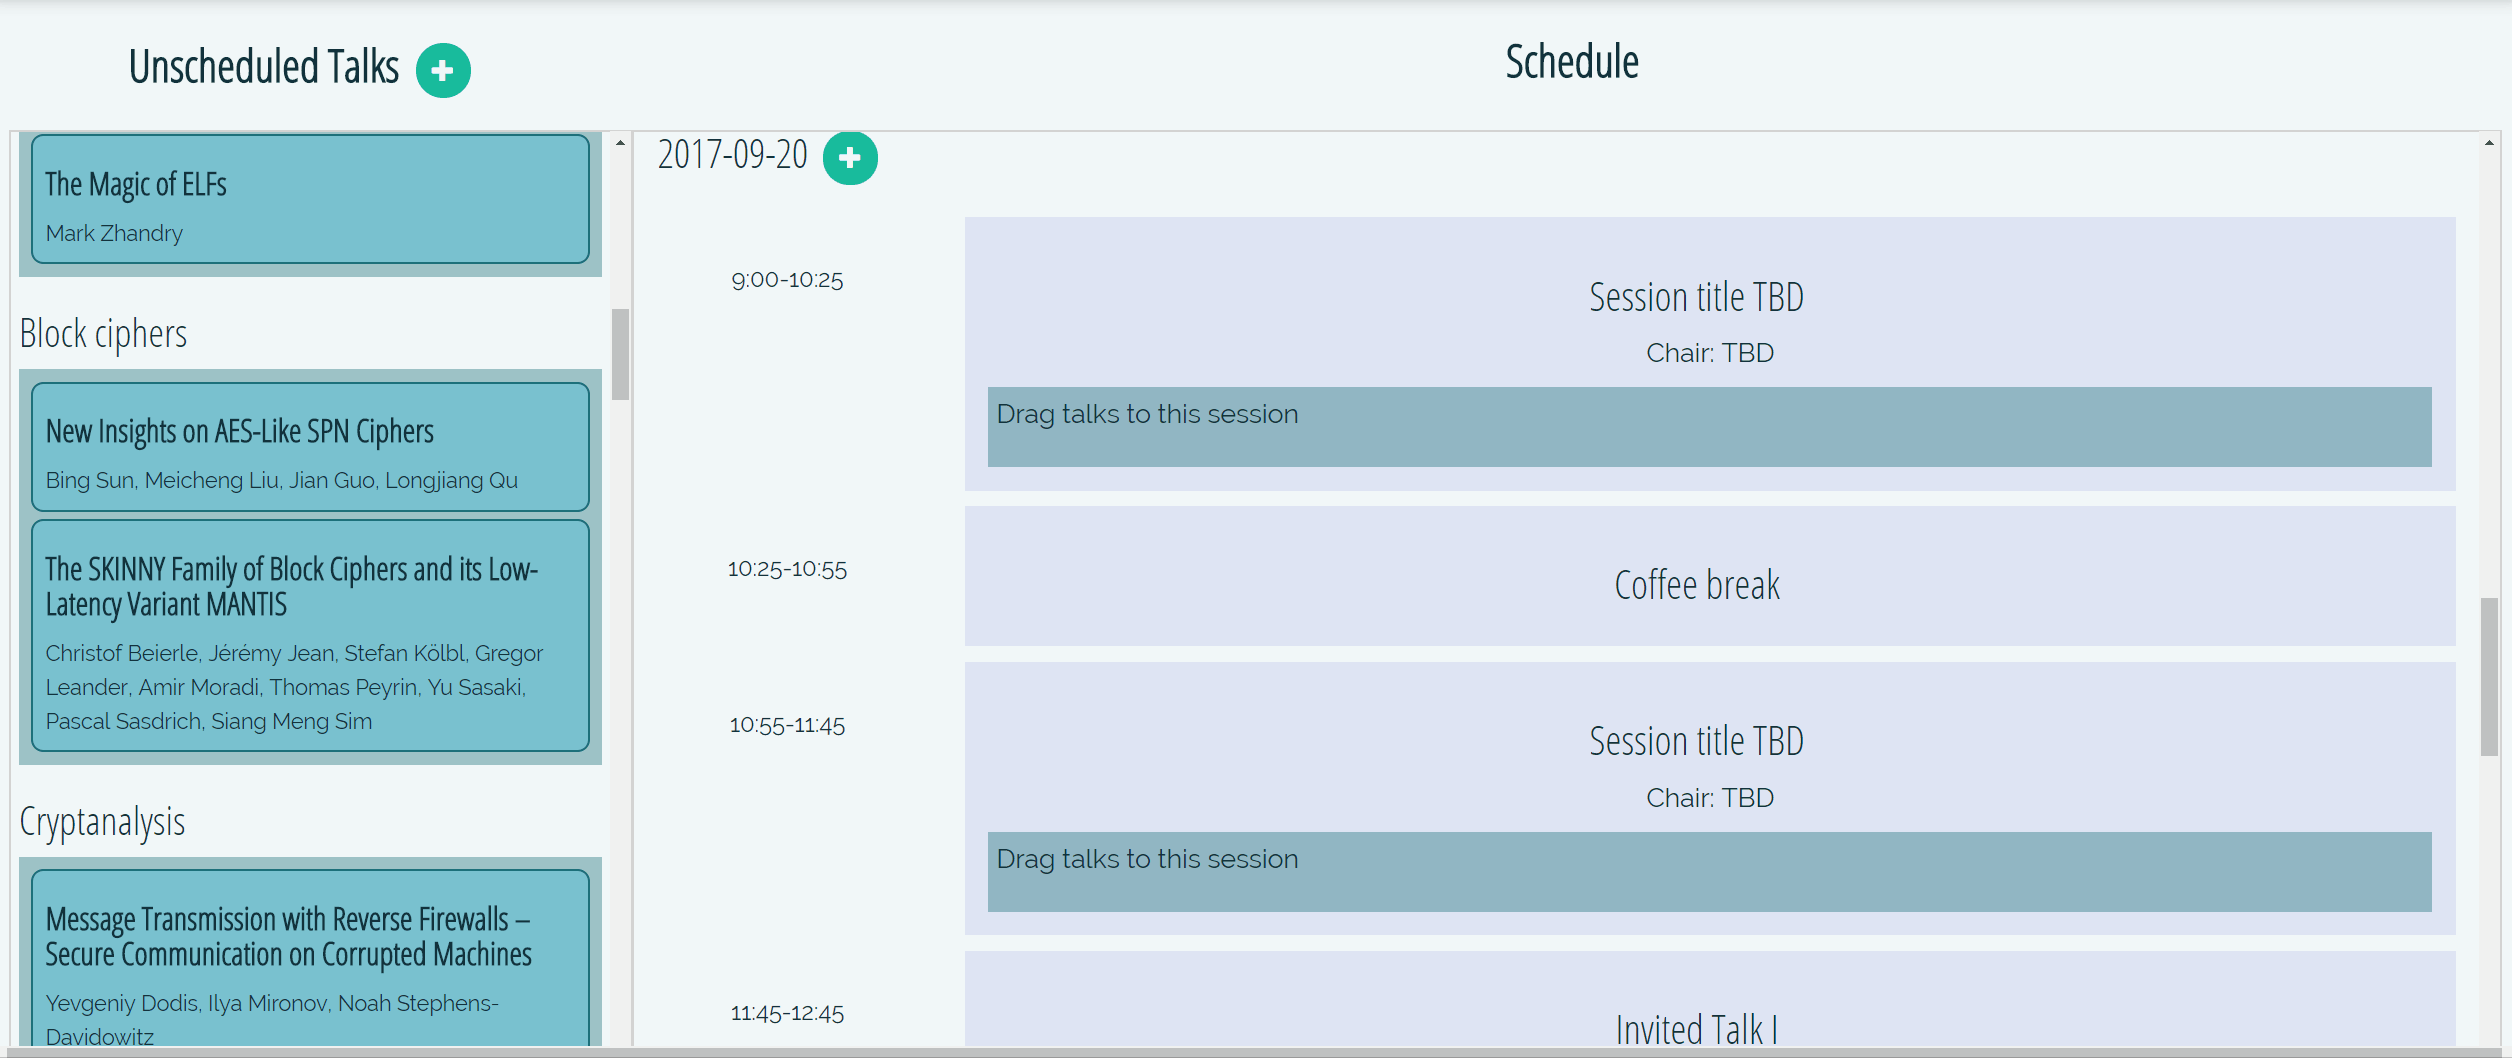 Unscheduled Talks
Schedule
The Magic of ELFs
Mark Zhandry
Block ciphers
New Insights on AES-Like SPN Ciphers
Bing Sun, Meicheng Liu, Jian Guo, Longjiang Qu
The SKINNY Family of Block Ciphers and its Low-
Latency Variant MANTIS
Christof Beierle, Jérémy Jean, Stefan Kölbl, Gregor
Leander, Amir Moradi, Thomas Peyrin, Yu Sasaki,
Pascal Sasdrich, Siang Meng Sim
Cryptanalysis
Message Transmission with Reverse Firewalls –
Secure Communication on Corrupted Machines
Yevgeniy Dodis, Ilya Mironov, Noah Stephens-
Davidowitz
2017-09-20
9:00-10:25
Session title TBD
Chair: TBD
Drag talks to this session
10:25-10:55
Coffee break
10:55-11:45
Session title TBD
Chair: TBD
Drag talks to this session
11:45-12:45
Invited Talk I